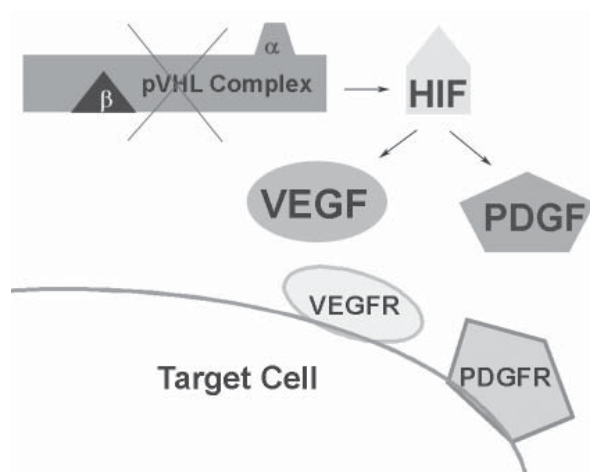 α
pVHL Complex
β
HIF
VEGF
PDGF
VEGFR
PDGFR
Target Cell